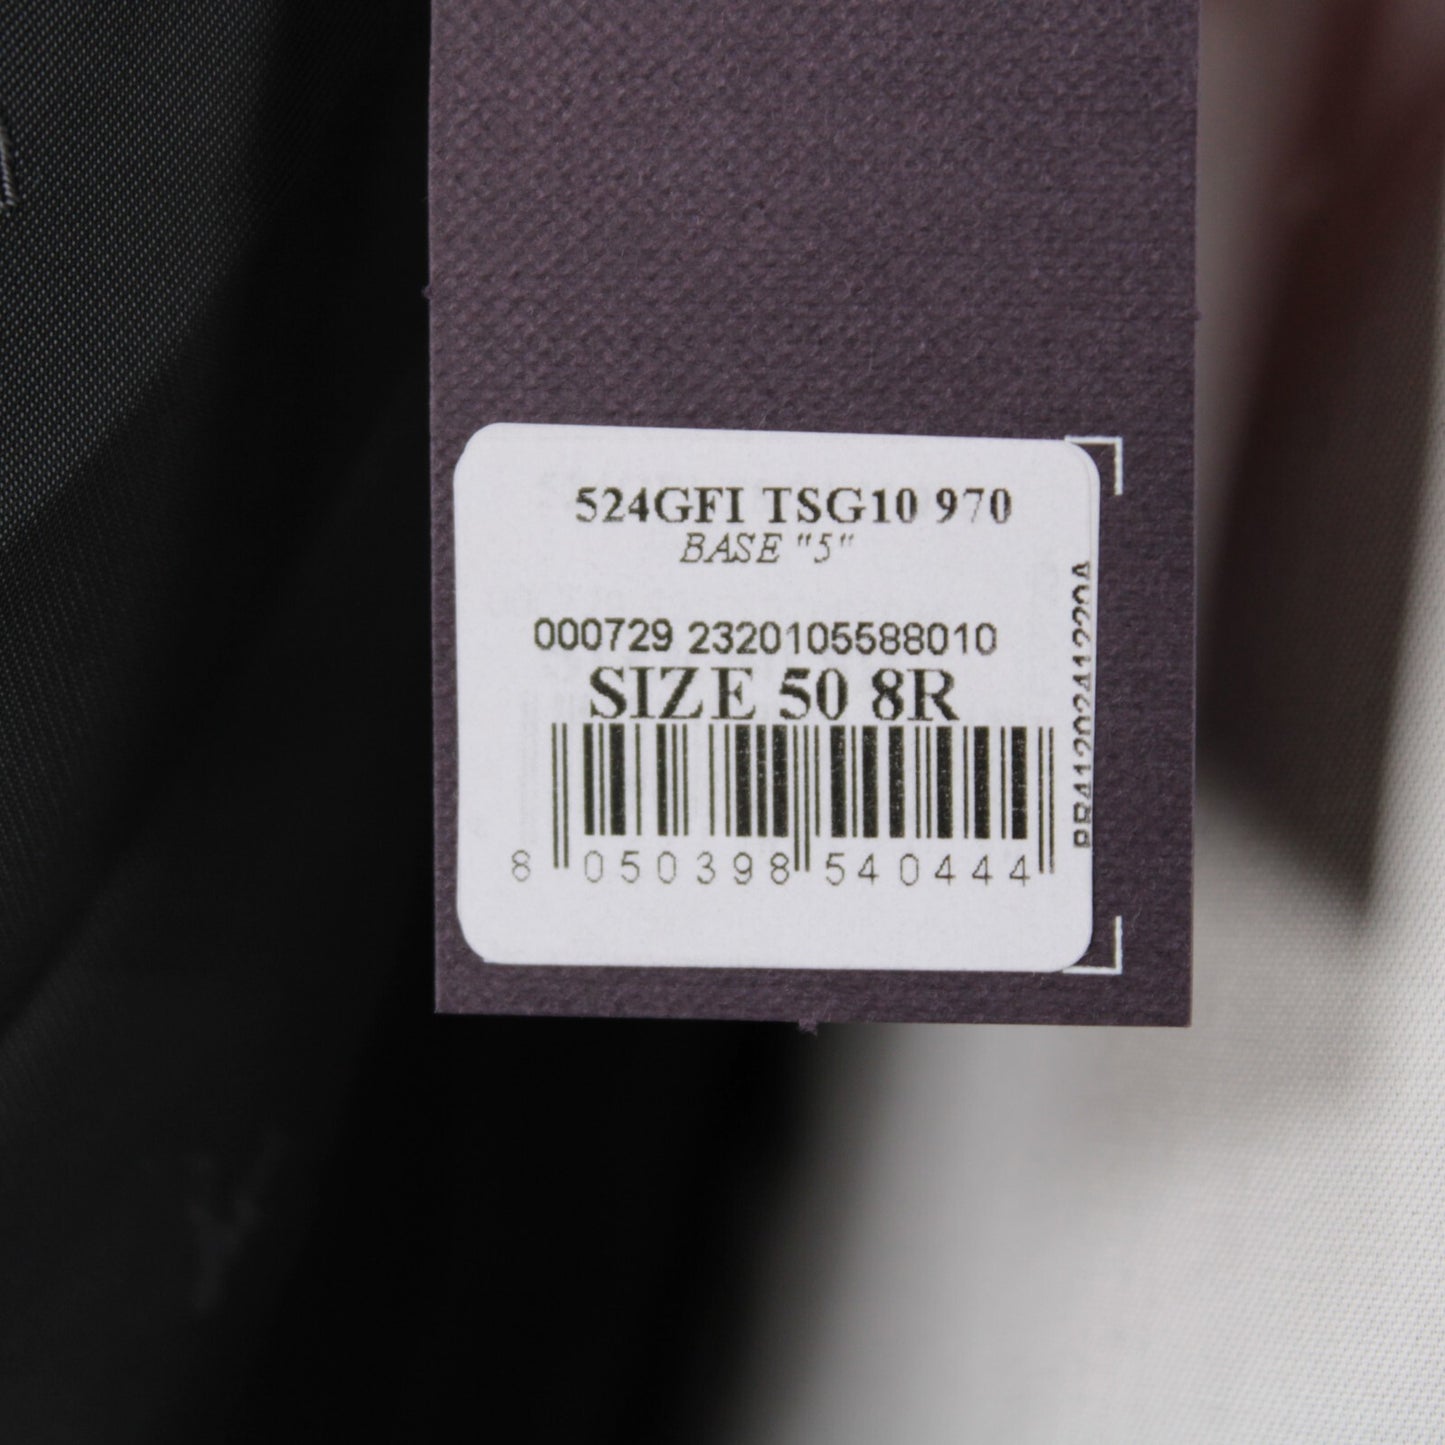 524GFI TSG10 970
BASE "5"
000729 2320105588010
SIZE 50 8R
8 050398 540444